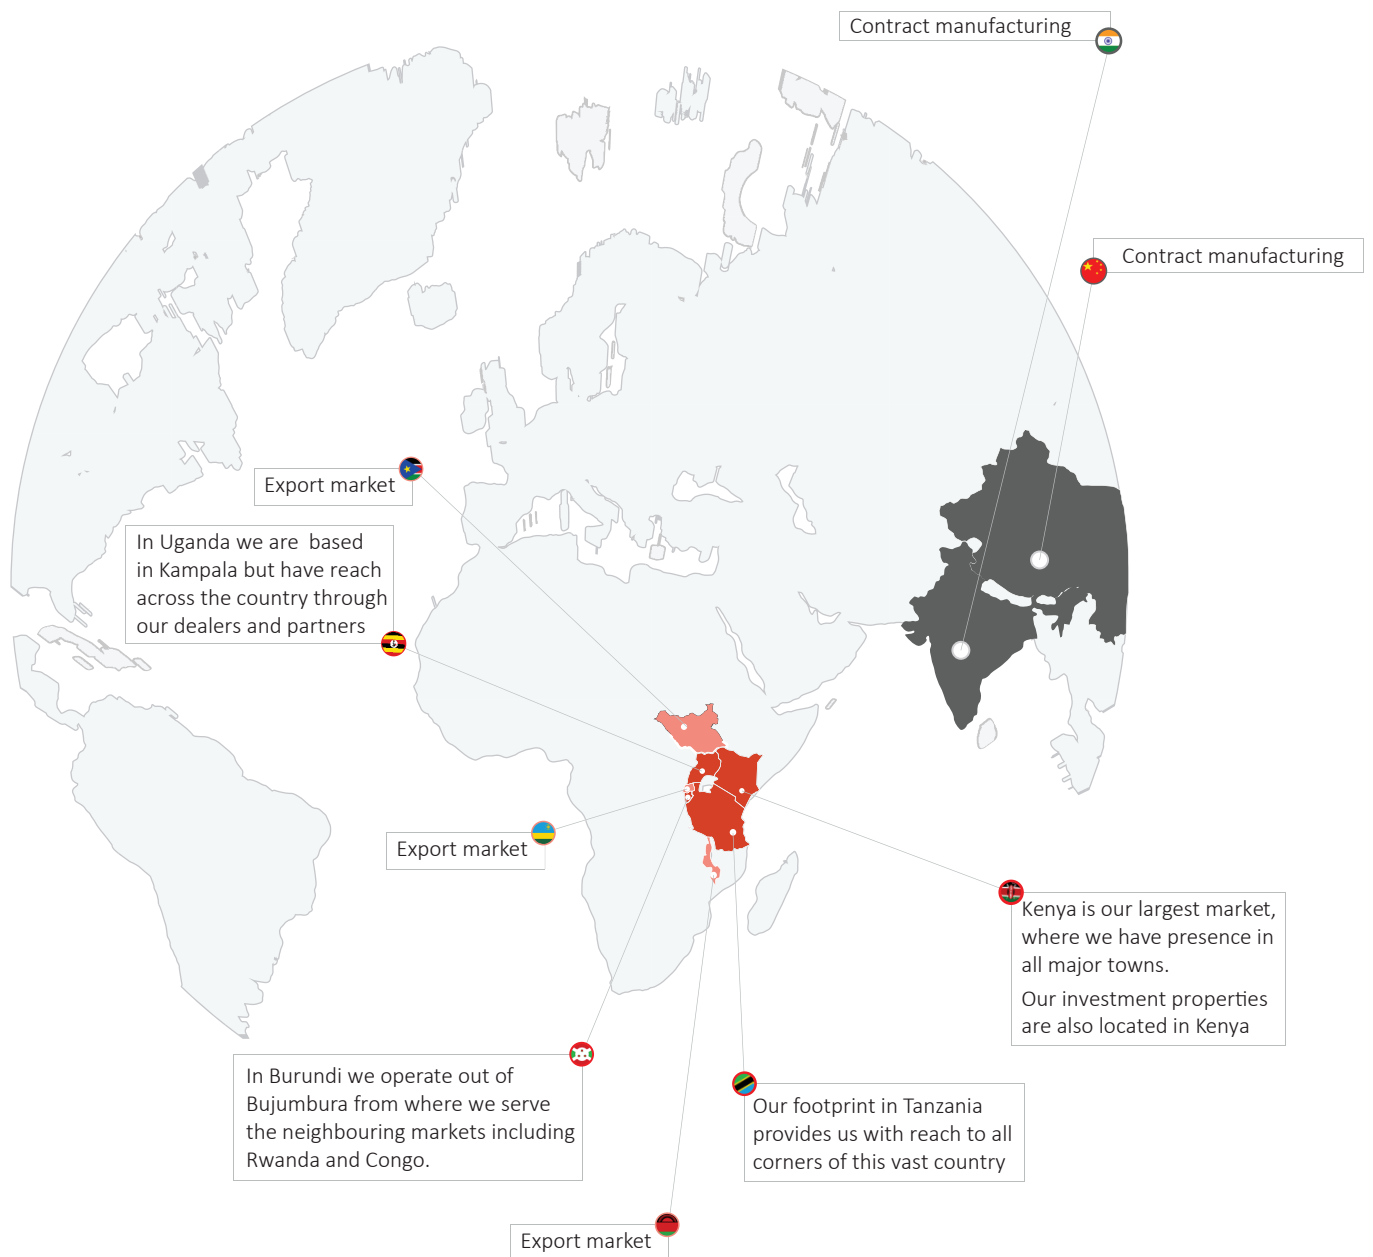 Contract manufacturing
Contract manufacturing
Export market
In Uganda we are based
in Kampala but have reach
across the country through
our dealers and partners
Export market
Kenya is our largest market,
where we have presence in
all major towns.
Our investment properties
are also located in Kenya
In Burundi we operate out of
Bujumbura from where we serve
the neighbouring markets including
Rwanda and Congo.
Our footprint in Tanzania
provides us with reach to all
corners of this vast country
Export market